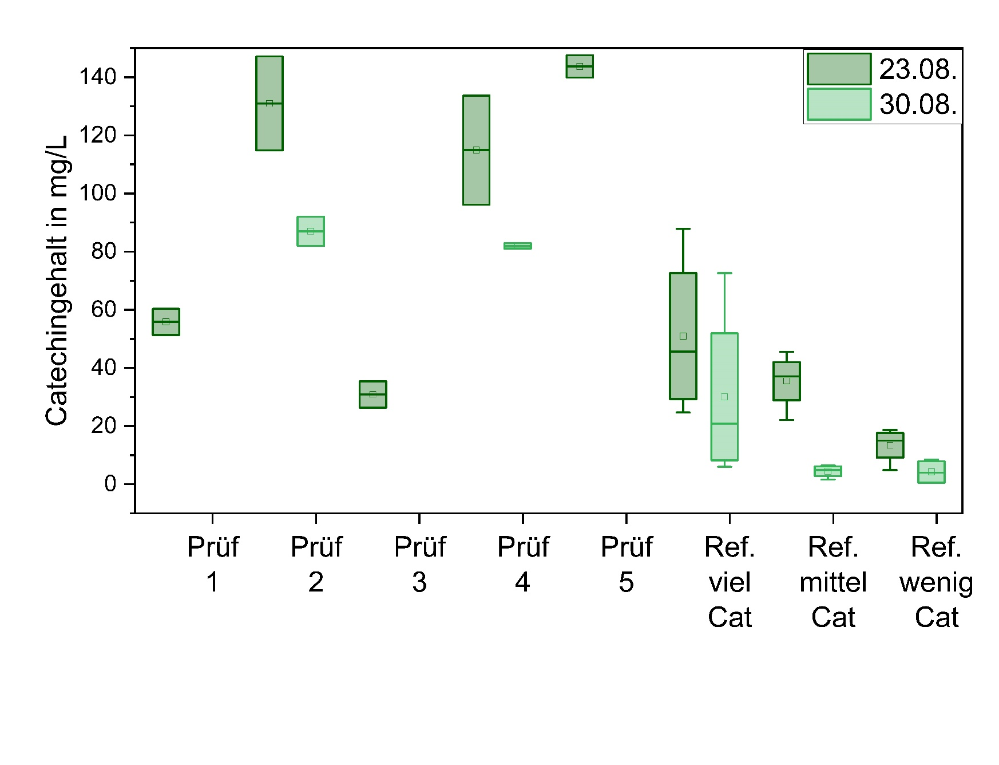 23.08.
30.08.
Catechingehalt in mg/L
140
120
100
80
60
40
20
0
Prüf 1
Prüf 2
Prüf 3
Prüf 4
Prüf 5
Ref. viel Cat
Ref. mittel Cat
Ref. wenig Cat